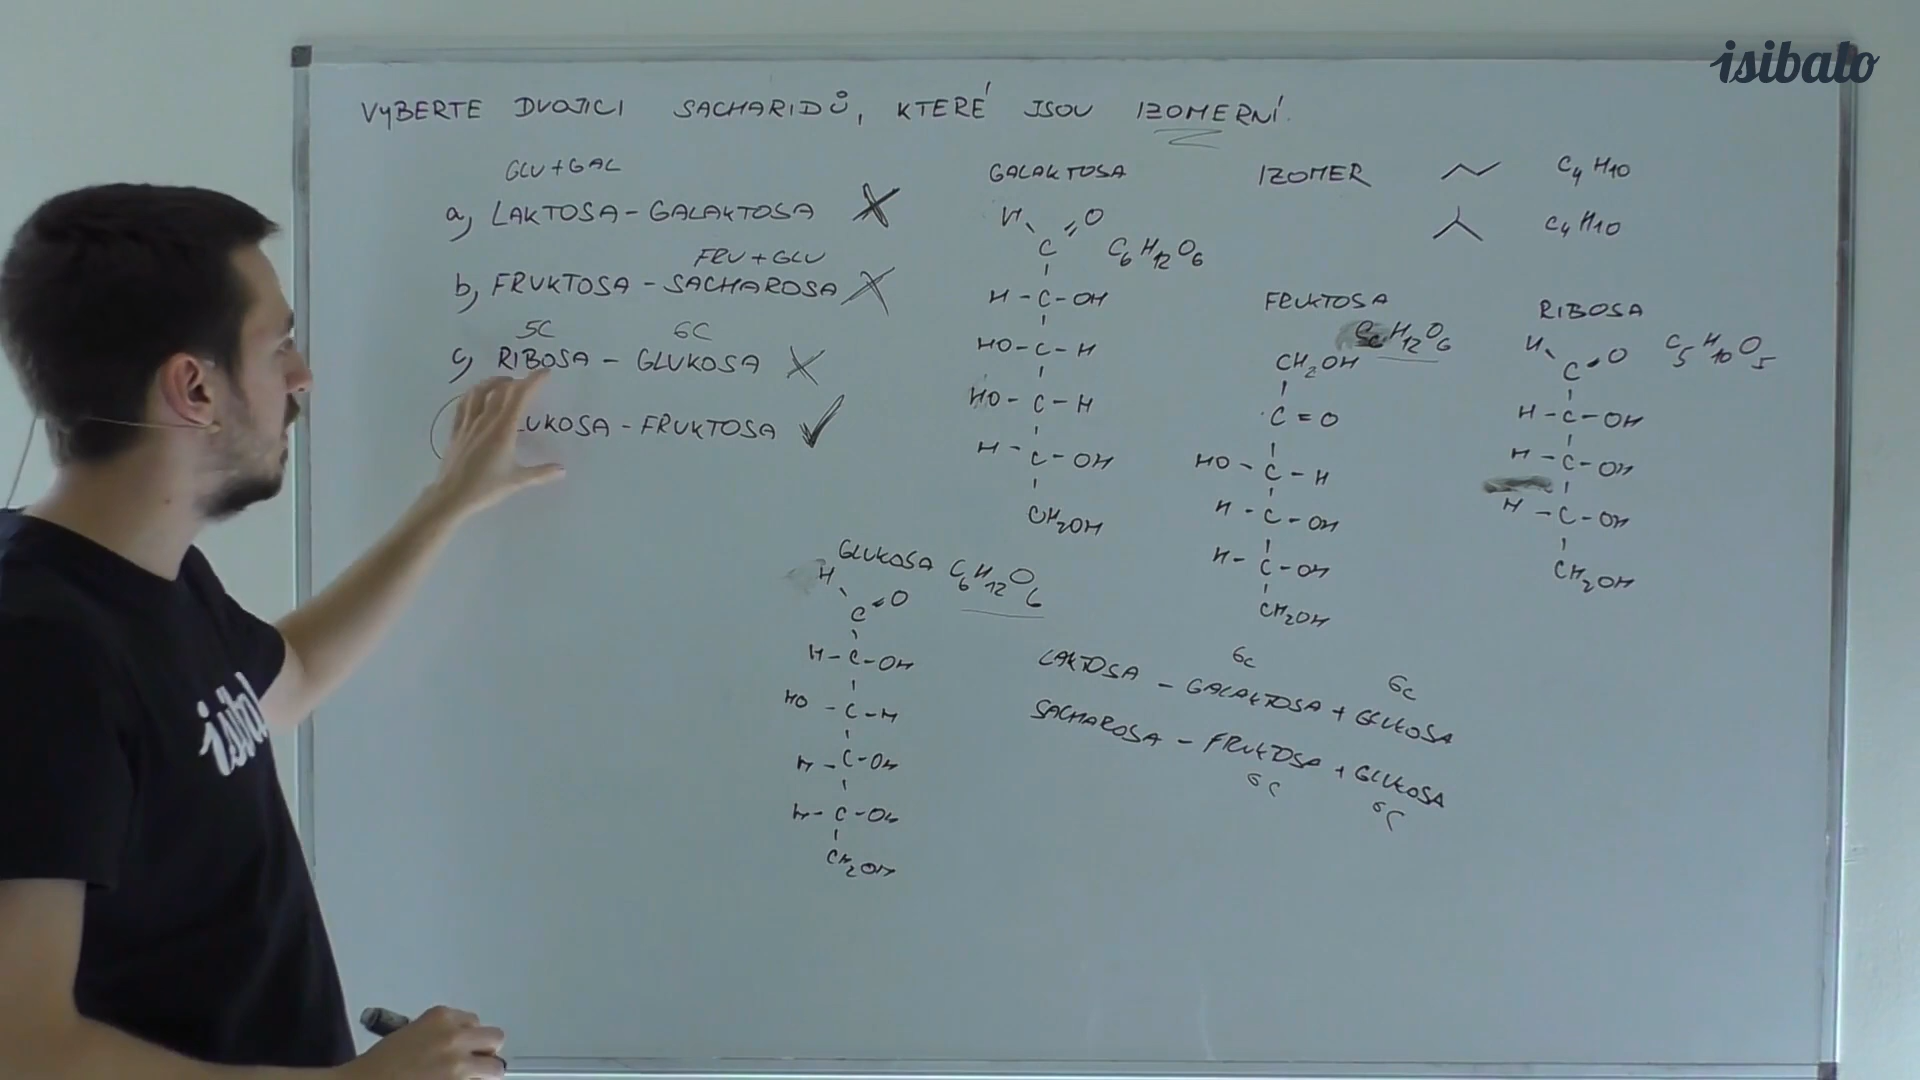 isibalo
VYBERTE DVOJICI SACHARIDŮ, KTERÉ JSOU IZOMERNÍ.
GLU + GAL
a) LAKTOSA - GALAKTOSA
FRU + GLU
b) FRUKTOSA - SACHAROSA
5C 6C
c) RIBOSA - GLUKOSA
LUKOSA - FRUKTOSA
GALAKTOSA
H O
C C6H12O6
H - C - OH
HO - C - H
HO - C - H
H - C - OH
CH2OH
IZOMER C4H10
C4H10
FRUKTOSA
H12O6
CH2OH
C = O
HO - C - H
H - C - OH
H - C - OH
CH2OH
RIBOSA
H O C5H10O5
C
H - C - OH
H - C - OH
H - C - OH
CH2OH
GLUKOSA C6H12O6
H O
C
H - C - OH
HO - C - H
H - C - OH
H - C - OH
CH2OH
6C 6C
LAKTOSA - GALAKTOSA + GLUKOSA
SACHAROSA - FRUKTOSA + GLUKOSA
6C 6C